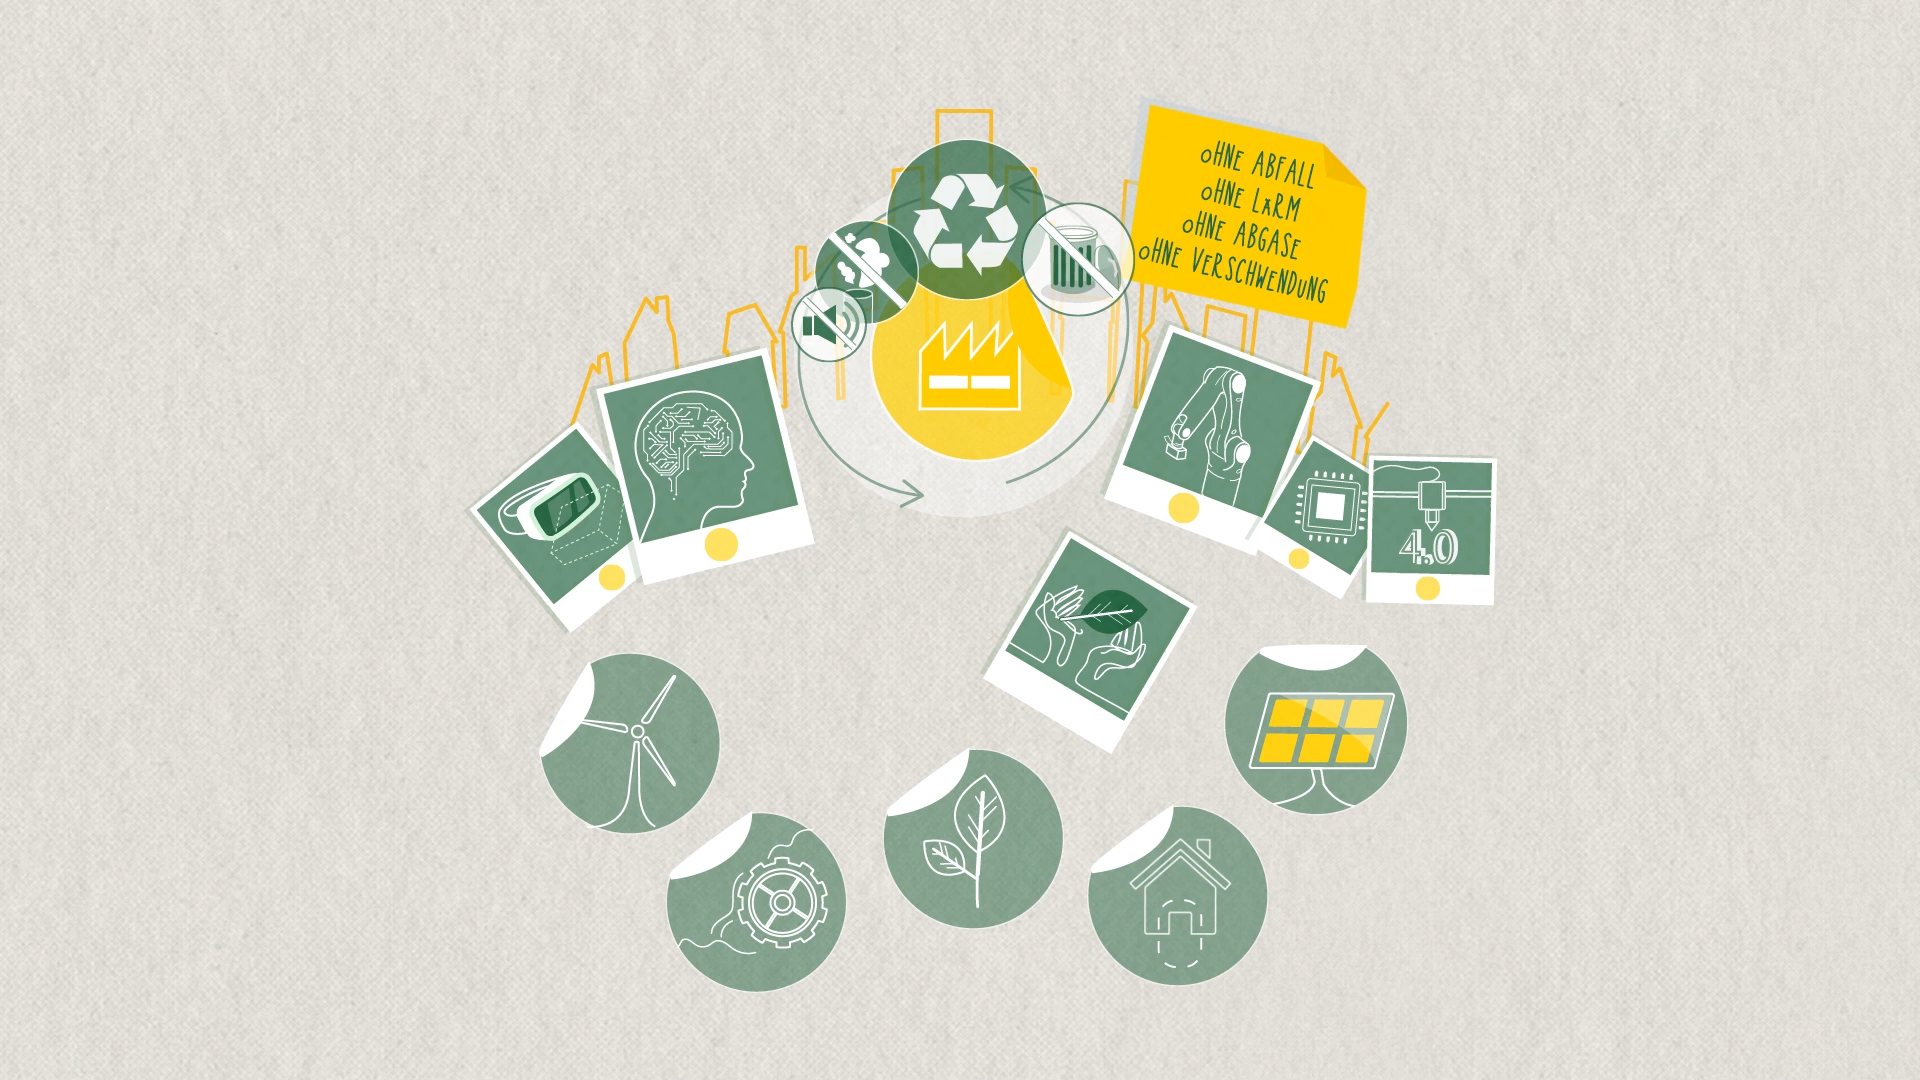 OHNE ABFALL
OHNE LÄRM
OHNE ABGASE
OHNE VERSCHWENDUNG
4.0